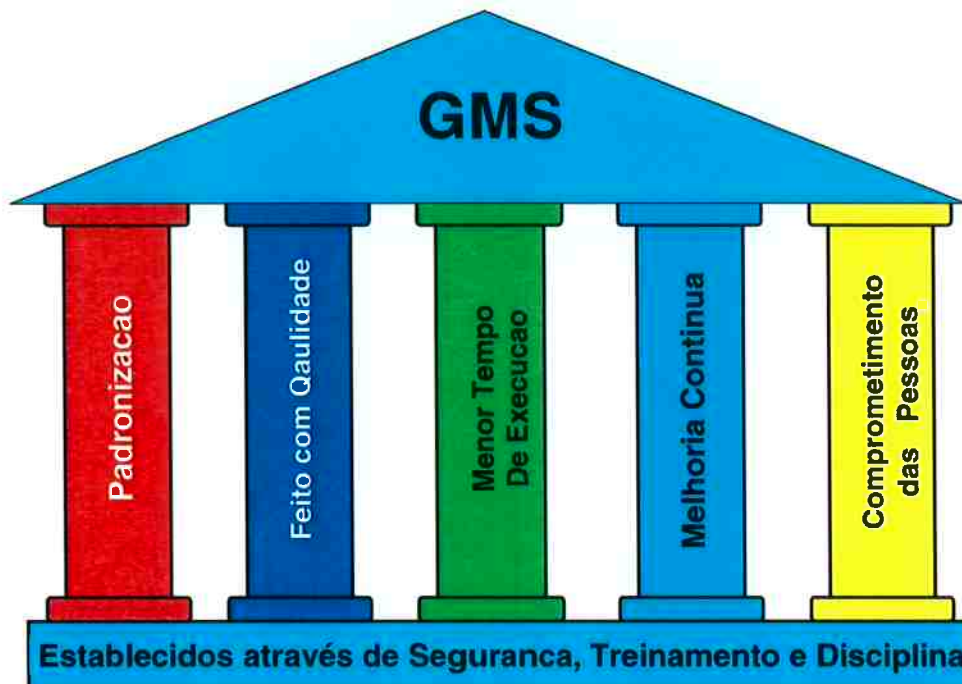 GMS
Padronizacao
Feito com Qaulidade
Menor Tempo
De Execucao
Melhoria Continua
Comprometimento
das Pessoas
Establecidos através de Seguranca, Treinamento e Disciplina